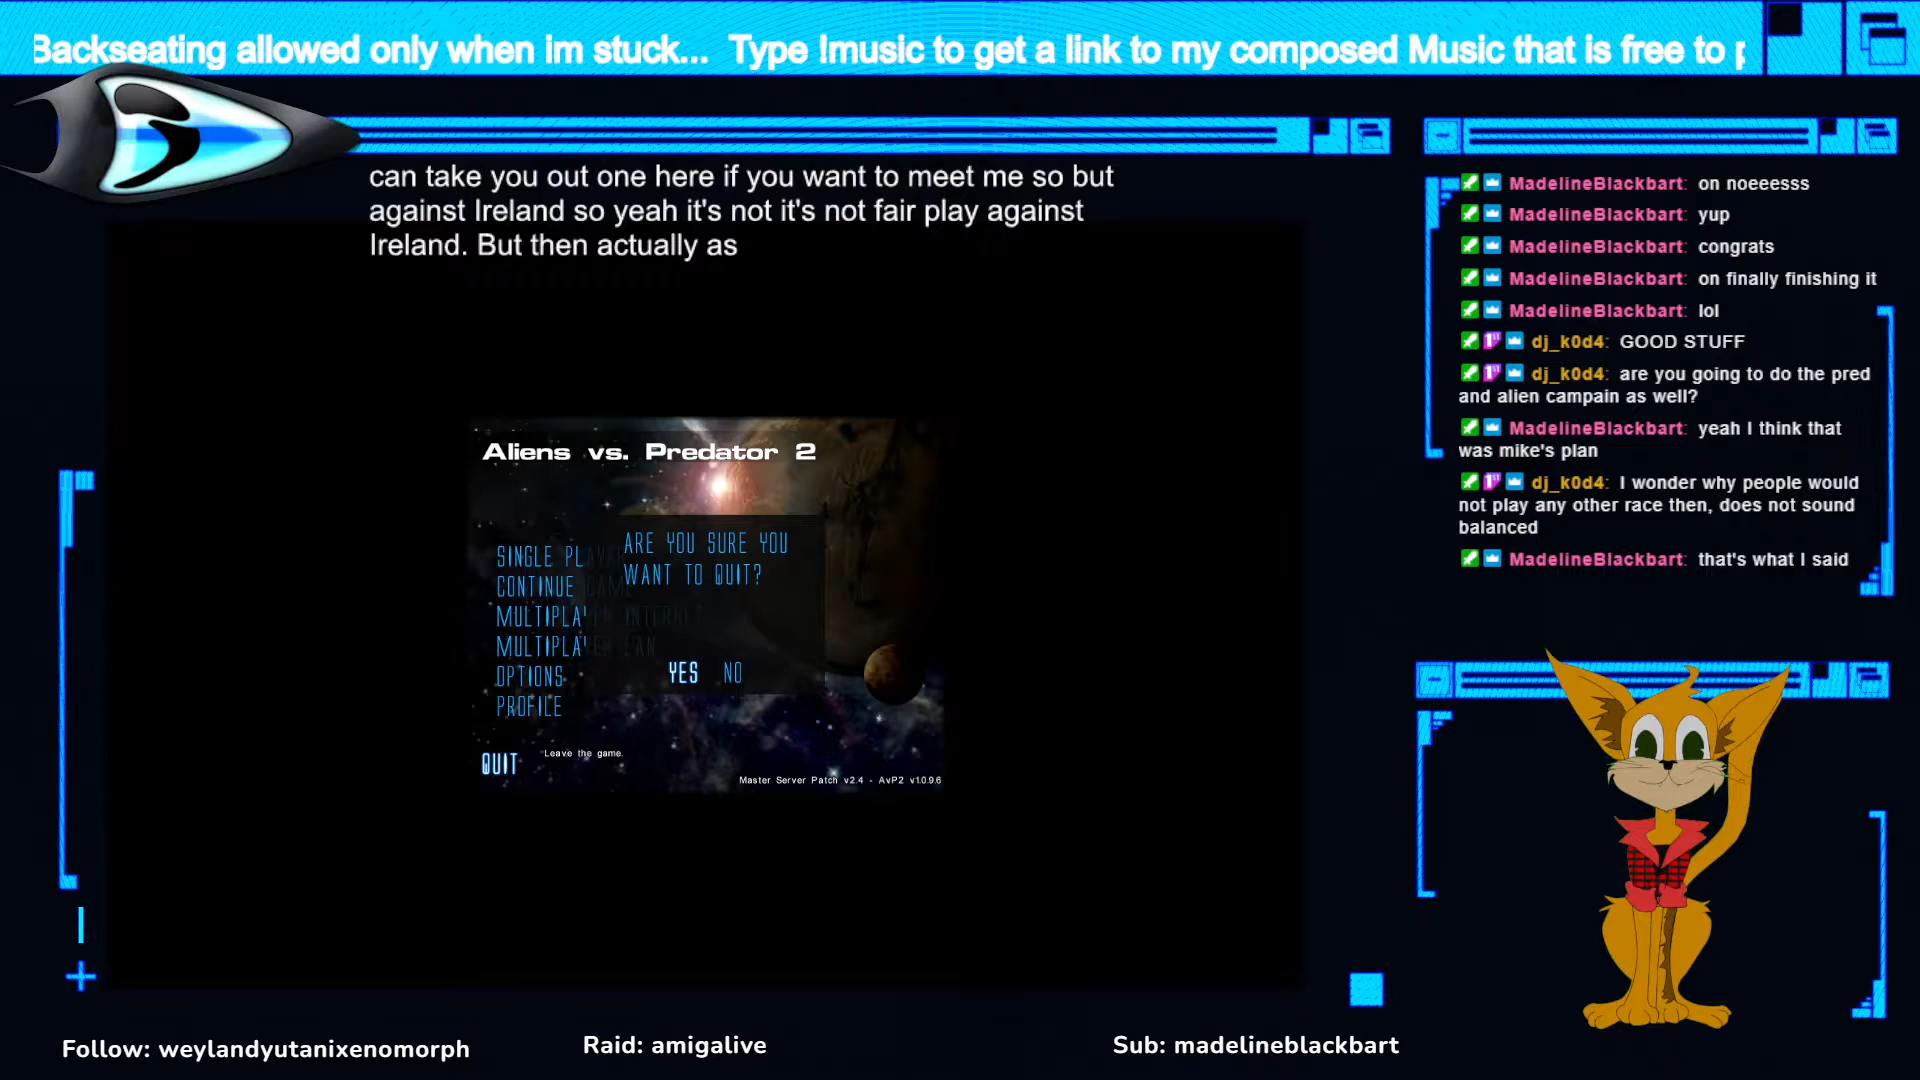 Backseating allowed only when im stuck... Type !music to get a link to my composed Music that is free to
can take you out one here if you want to meet me so but
against Ireland so yeah it's not it's not fair play against
Ireland. But then actually as
MadelineBlackbart: on noeeesss
MadelineBlackbart: yup
MadelineBlackbart: congrats
MadelineBlackbart: on finally finishing it
MadelineBlackbart: lol
dj_k0d4: GOOD STUFF
dj_k0d4: are you going to do the pred
and alien campain as well?
MadelineBlackbart: yeah I think that
was mike's plan
dj_k0d4: I wonder why people would
not play any other race then, does not sound
balanced
MadelineBlackbart: that's what I said
Aliens vs. Predator 2
ARE YOU SURE YOU
WANT TO QUIT?
YES NO
SINGLE PLAYER
CONTINUE GAME
MULTIPLAYER INTERNET
MULTIPLAYER LAN
OPTIONS
PROFILE
QUIT
Leave the game.
Master Server Patch v2.4 - AvP2 v1.0.9.6
Follow: weylandyutanixenomorph
Raid: amigalive
Sub: madelineblackbart